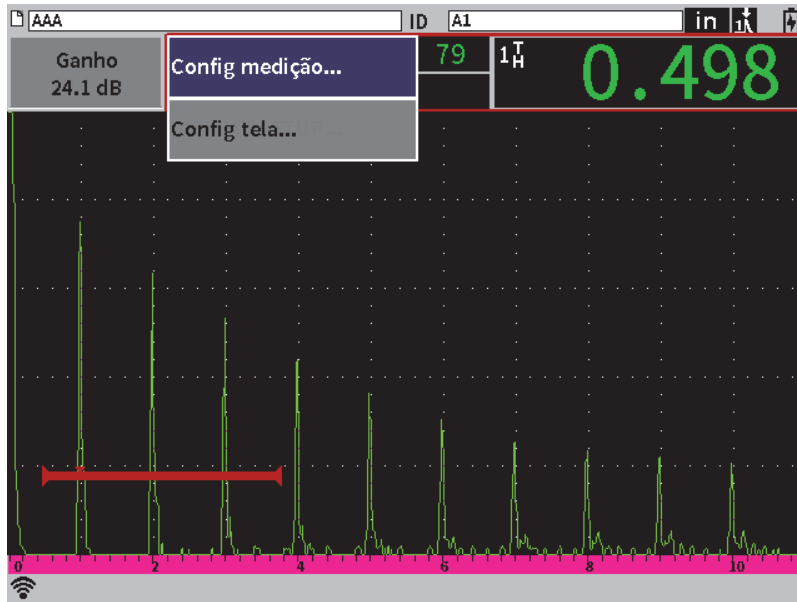 AAA ID A1 in
Ganho
24.1 dB
Config medição...
Config tela...
79
1 T H 0.498
0 2 4 6 8 10